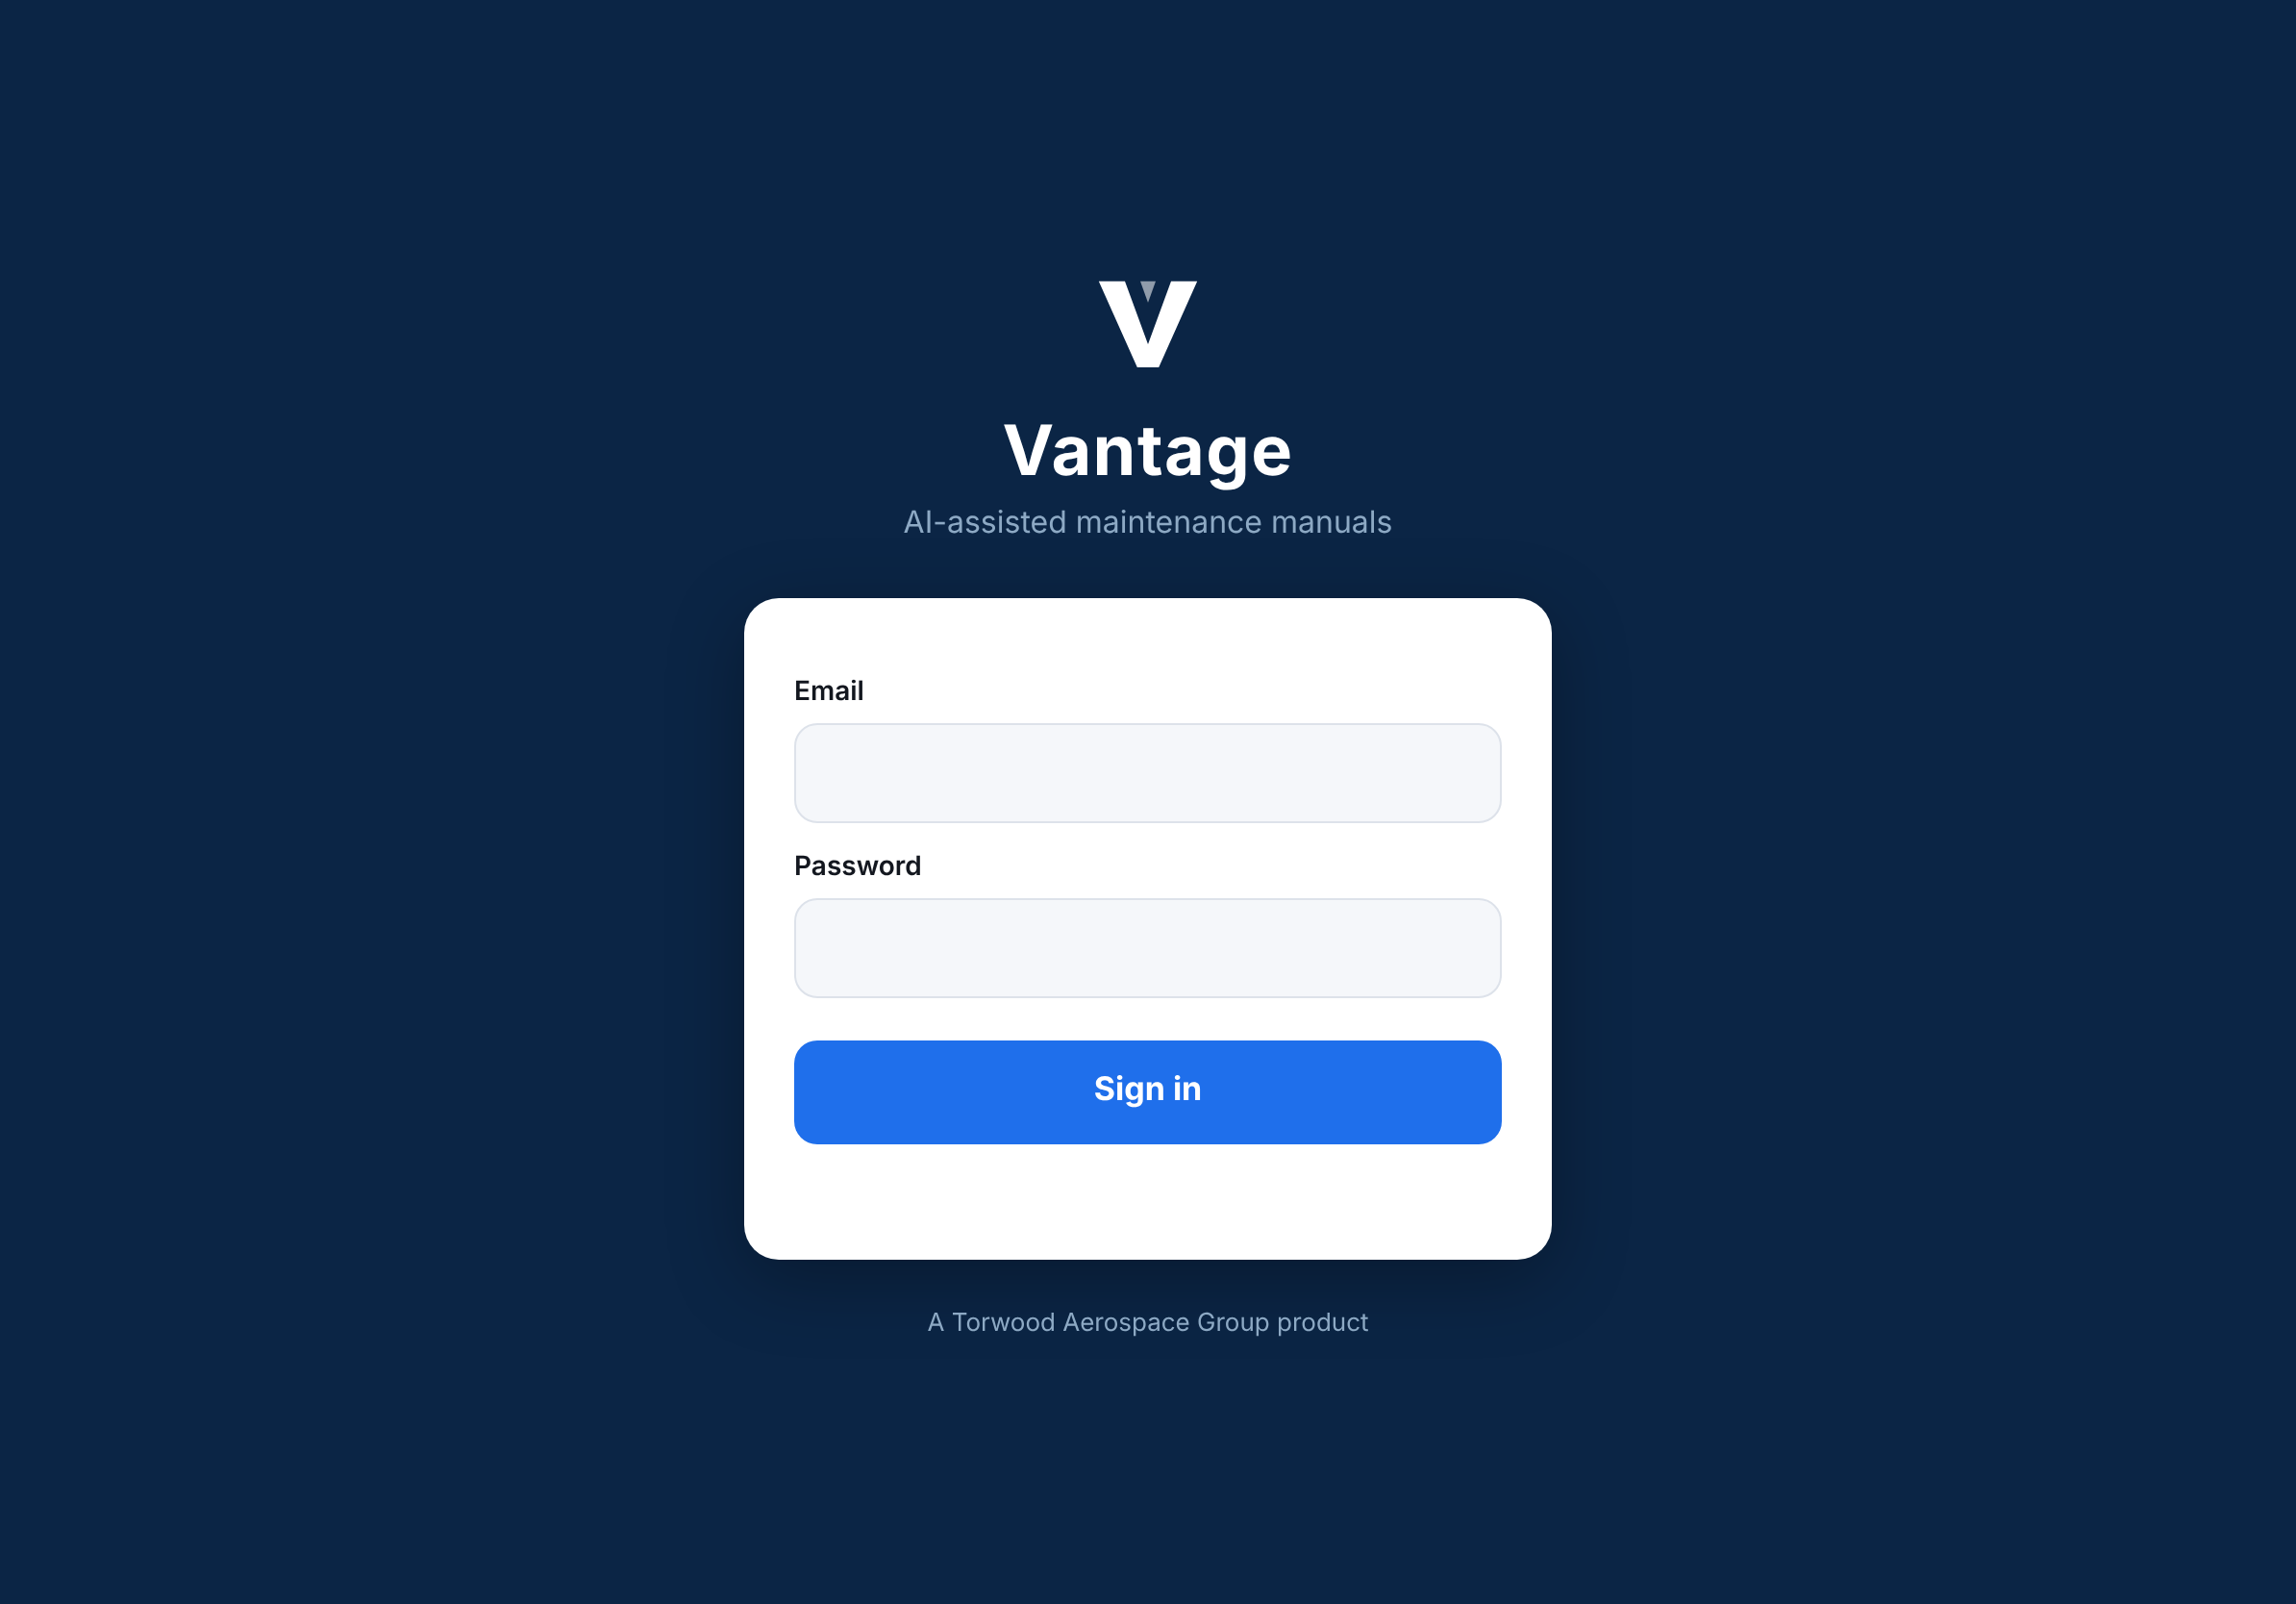 Vantage
AI-assisted maintenance manuals
Email
Password
Sign in
A Torwood Aerospace Group product